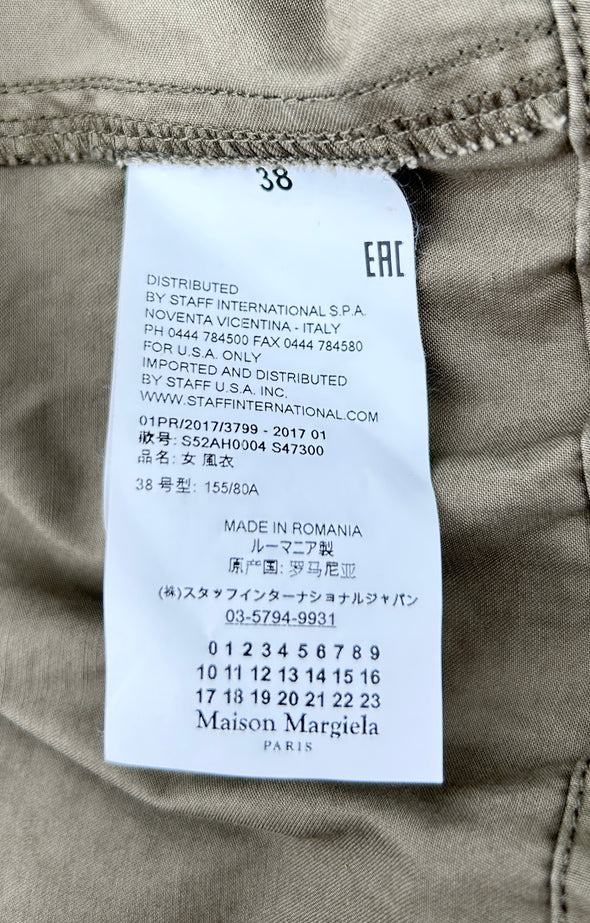 38
EAC
DISTRIBUTED
BY STAFF INTERNATIONAL S.P.A.
NOVENTA VICENTINA - ITALY
PH 0444 784500 FAX 0444 784580
FOR U.S.A. ONLY
IMPORTED AND DISTRIBUTED
BY STAFF U.S.A. INC.
WWW.STAFFINTERNATIONAL.COM
01PR/2017/3799 - 2017 01
款号: S52AH0004 S47300
品名: 女 風衣
38 号型: 155/80A
MADE IN ROMANIA
ルーマニア製
原产国: 罗马尼亚
(株)スタッフインターナショナルジャパン
03-5794-9931
0 1 2 3 4 5 6 7 8 9
10 11 12 13 14 15 16
17 18 19 20 21 22 23
Maison Margiela
PARIS